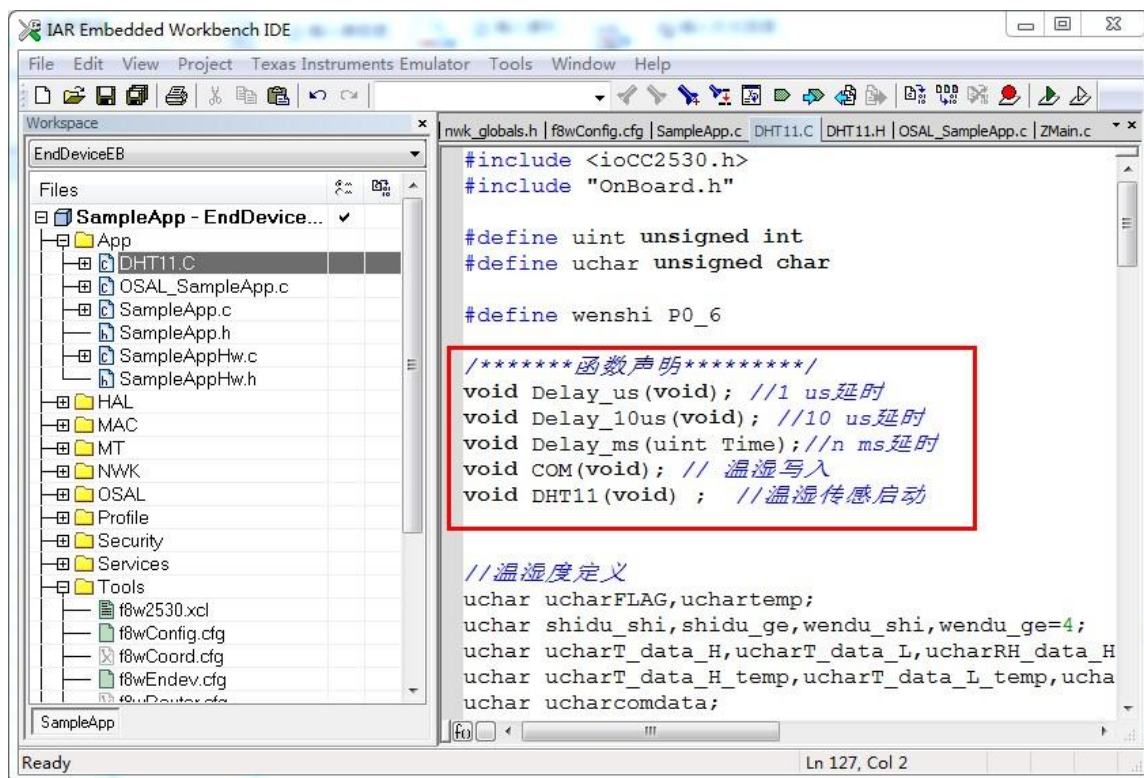 IAR Embedded Workbench IDE
File Edit View Project Texas Instruments Emulator Tools Window Help
Workspace
EndDeviceEB
Files
SampleApp - EndDevice...
App
DHT11.C
OSAL_SampleApp.c
SampleApp.c
SampleApp.h
SampleAppHw.c
SampleAppHw.h
HAL
MAC
MT
NWK
OSAL
Profile
Security
Services
Tools
f8w2530.xcl
f8wConfig.cfg
f8wCoord.cfg
f8wEndev.cfg
f8wRouter.cfg
SampleApp
nwk_globals.h | f8wConfig.cfg | SampleApp.c DHT11.C DHT11.H | OSAL_SampleApp.c | ZMain.c
#include <ioCC2530.h>
#include "OnBoard.h"
#define uint unsigned int
#define uchar unsigned char
#define wenshi P0_6
/*******函数声明*********/
void Delay_us(void); //1 us延时
void Delay_10us(void); //10 us延时
void Delay_ms(uint Time);//n ms延时
void COM(void); // 温湿写入
void DHT11(void) ; //温湿传感启动
//温湿度定义
uchar ucharFLAG,uchartemp;
uchar shidu_shi,shidu_ge,wendu_shi,wendu_ge=4;
uchar ucharT_data_H,ucharT_data_L,ucharRH_data_H
uchar ucharT_data_H_temp,ucharT_data_L_temp,ucha
uchar ucharcomdata;
Ready
Ln 127, Col 2